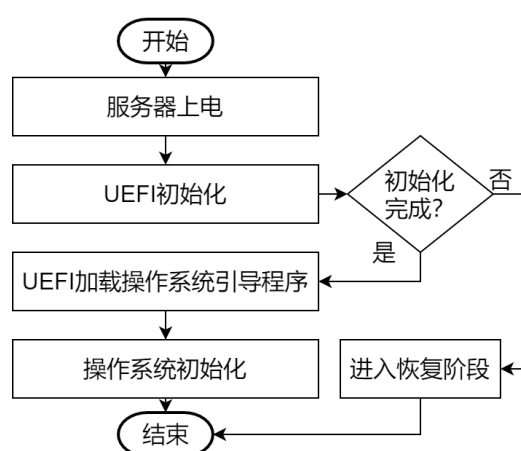 开始
服务器上电
UEFI初始化
初始化
完成？
否
是
UEFI加载操作系统引导程序
操作系统初始化
进入恢复阶段
结束